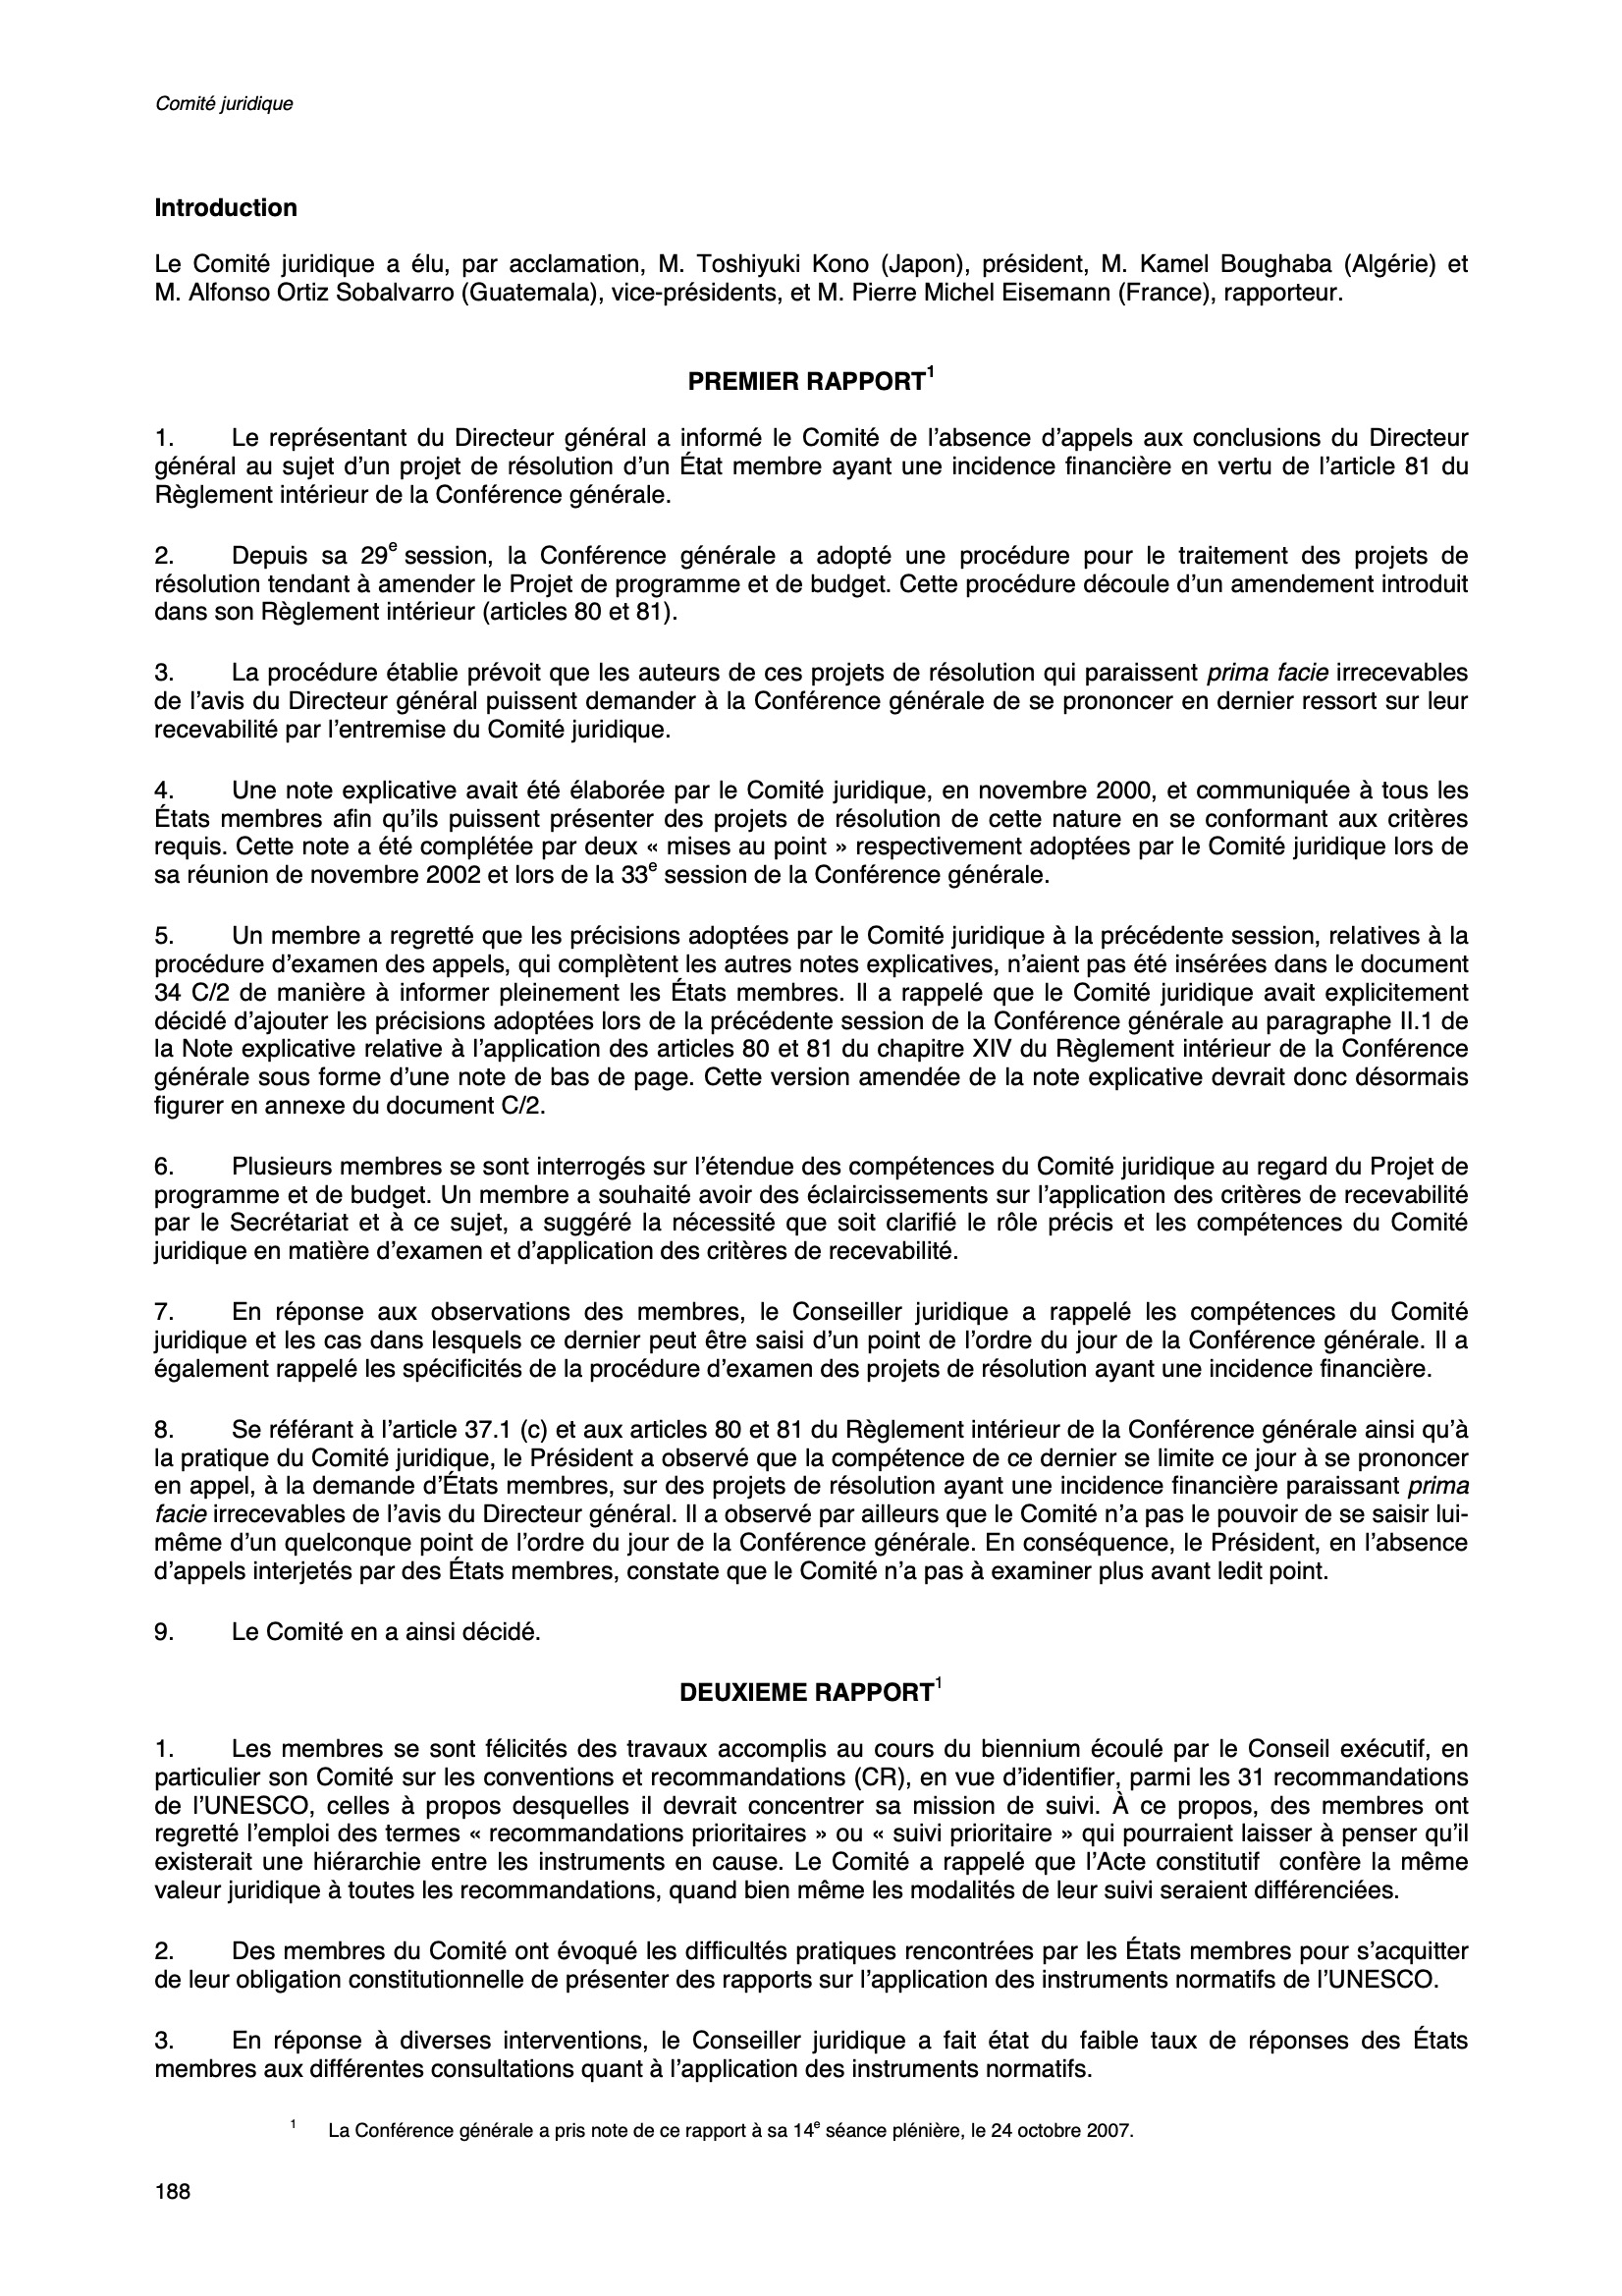 Comité juridique
Introduction
Le Comité juridique a élu, par acclamation, M. Toshiyuki Kono (Japon), président, M. Kamel Boughaba (Algérie) et
M. Alfonso Ortiz Sobalvarro (Guatemala), vice-présidents, et M. Pierre Michel Eisemann (France), rapporteur.
PREMIER RAPPORT1
1. Le représentant du Directeur général a informé le Comité de l’absence d’appels aux conclusions du Directeur
général au sujet d’un projet de résolution d’un État membre ayant une incidence financière en vertu de l’article 81 du
Règlement intérieur de la Conférence générale.
2. Depuis sa 29e session, la Conférence générale a adopté une procédure pour le traitement des projets de
résolution tendant à amender le Projet de programme et de budget. Cette procédure découle d’un amendement introduit
dans son Règlement intérieur (articles 80 et 81).
3. La procédure établie prévoit que les auteurs de ces projets de résolution qui paraissent prima facie irrecevables
de l’avis du Directeur général puissent demander à la Conférence générale de se prononcer en dernier ressort sur leur
recevabilité par l’entremise du Comité juridique.
4. Une note explicative avait été élaborée par le Comité juridique, en novembre 2000, et communiquée à tous les
États membres afin qu’ils puissent présenter des projets de résolution de cette nature en se conformant aux critères
requis. Cette note a été complétée par deux « mises au point » respectivement adoptées par le Comité juridique lors de
sa réunion de novembre 2002 et lors de la 33e session de la Conférence générale.
5. Un membre a regretté que les précisions adoptées par le Comité juridique à la précédente session, relatives à la
procédure d’examen des appels, qui complètent les autres notes explicatives, n’aient pas été insérées dans le document
34 C/2 de manière à informer pleinement les États membres. Il a rappelé que le Comité juridique avait explicitement
décidé d’ajouter les précisions adoptées lors de la précédente session de la Conférence générale au paragraphe II.1 de
la Note explicative relative à l’application des articles 80 et 81 du chapitre XIV du Règlement intérieur de la Conférence
générale sous forme d’une note de bas de page. Cette version amendée de la note explicative devrait donc désormais
figurer en annexe du document C/2.
6. Plusieurs membres se sont interrogés sur l’étendue des compétences du Comité juridique au regard du Projet de
programme et de budget. Un membre a souhaité avoir des éclaircissements sur l’application des critères de recevabilité
par le Secrétariat et à ce sujet, a suggéré la nécessité que soit clarifié le rôle précis et les compétences du Comité
juridique en matière d’examen et d’application des critères de recevabilité.
7. En réponse aux observations des membres, le Conseiller juridique a rappelé les compétences du Comité
juridique et les cas dans lesquels ce dernier peut être saisi d’un point de l’ordre du jour de la Conférence générale. Il a
également rappelé les spécificités de la procédure d’examen des projets de résolution ayant une incidence financière.
8. Se référant à l’article 37.1 (c) et aux articles 80 et 81 du Règlement intérieur de la Conférence générale ainsi qu’à
la pratique du Comité juridique, le Président a observé que la compétence de ce dernier se limite ce jour à se prononcer
en appel, à la demande d’États membres, sur des projets de résolution ayant une incidence financière paraissant prima
facie irrecevables de l’avis du Directeur général. Il a observé par ailleurs que le Comité n’a pas le pouvoir de se saisir lui-
même d’un quelconque point de l’ordre du jour de la Conférence générale. En conséquence, le Président, en l’absence
d’appels interjetés par des États membres, constate que le Comité n’a pas à examiner plus avant ledit point.
9. Le Comité en a ainsi décidé.
DEUXIEME RAPPORT1
1. Les membres se sont félicités des travaux accomplis au cours du biennium écoulé par le Conseil exécutif, en
particulier son Comité sur les conventions et recommandations (CR), en vue d’identifier, parmi les 31 recommandations
de l’UNESCO, celles à propos desquelles il devrait concentrer sa mission de suivi. À ce propos, des membres ont
regretté l’emploi des termes « recommandations prioritaires » ou « suivi prioritaire » qui pourraient laisser à penser qu’il
existerait une hiérarchie entre les instruments en cause. Le Comité a rappelé que l’Acte constitutif confère la même
valeur juridique à toutes les recommandations, quand bien même les modalités de leur suivi seraient différenciées.
2. Des membres du Comité ont évoqué les difficultés pratiques rencontrées par les États membres pour s’acquitter
de leur obligation constitutionnelle de présenter des rapports sur l’application des instruments normatifs de l’UNESCO.
3. En réponse à diverses interventions, le Conseiller juridique a fait état du faible taux de réponses des États
membres aux différentes consultations quant à l’application des instruments normatifs.
1 La Conférence générale a pris note de ce rapport à sa 14e séance plénière, le 24 octobre 2007.
188